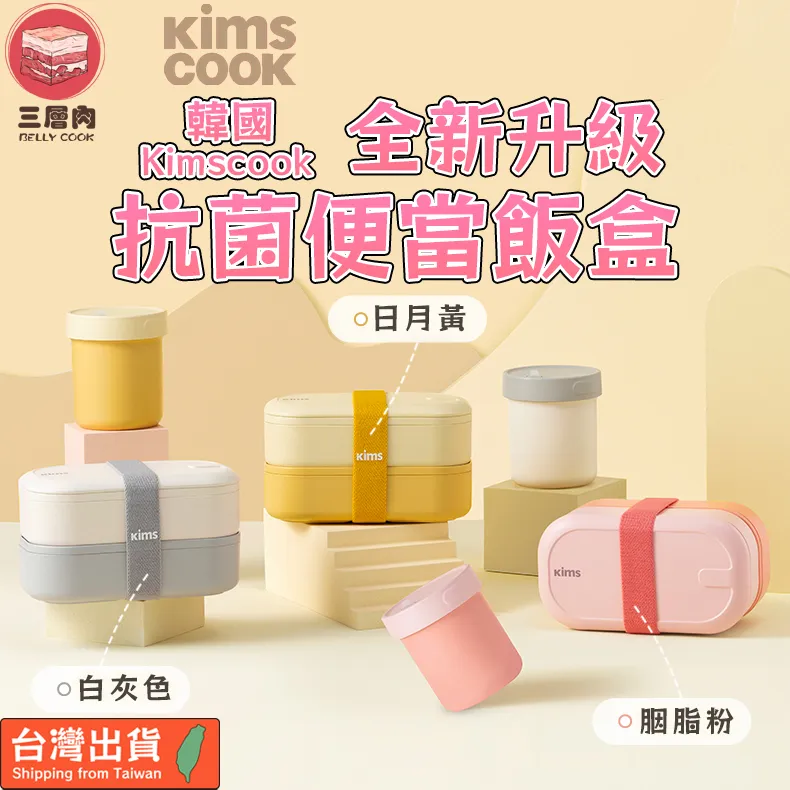 kims
COOK
三層肉
BELLY COOK
韓國
Kimscook
全新升級
抗菌便當飯盒
日月黃
kims
kims
kims
kims
白灰色
胭脂粉
台灣出貨
Shipping from Taiwan